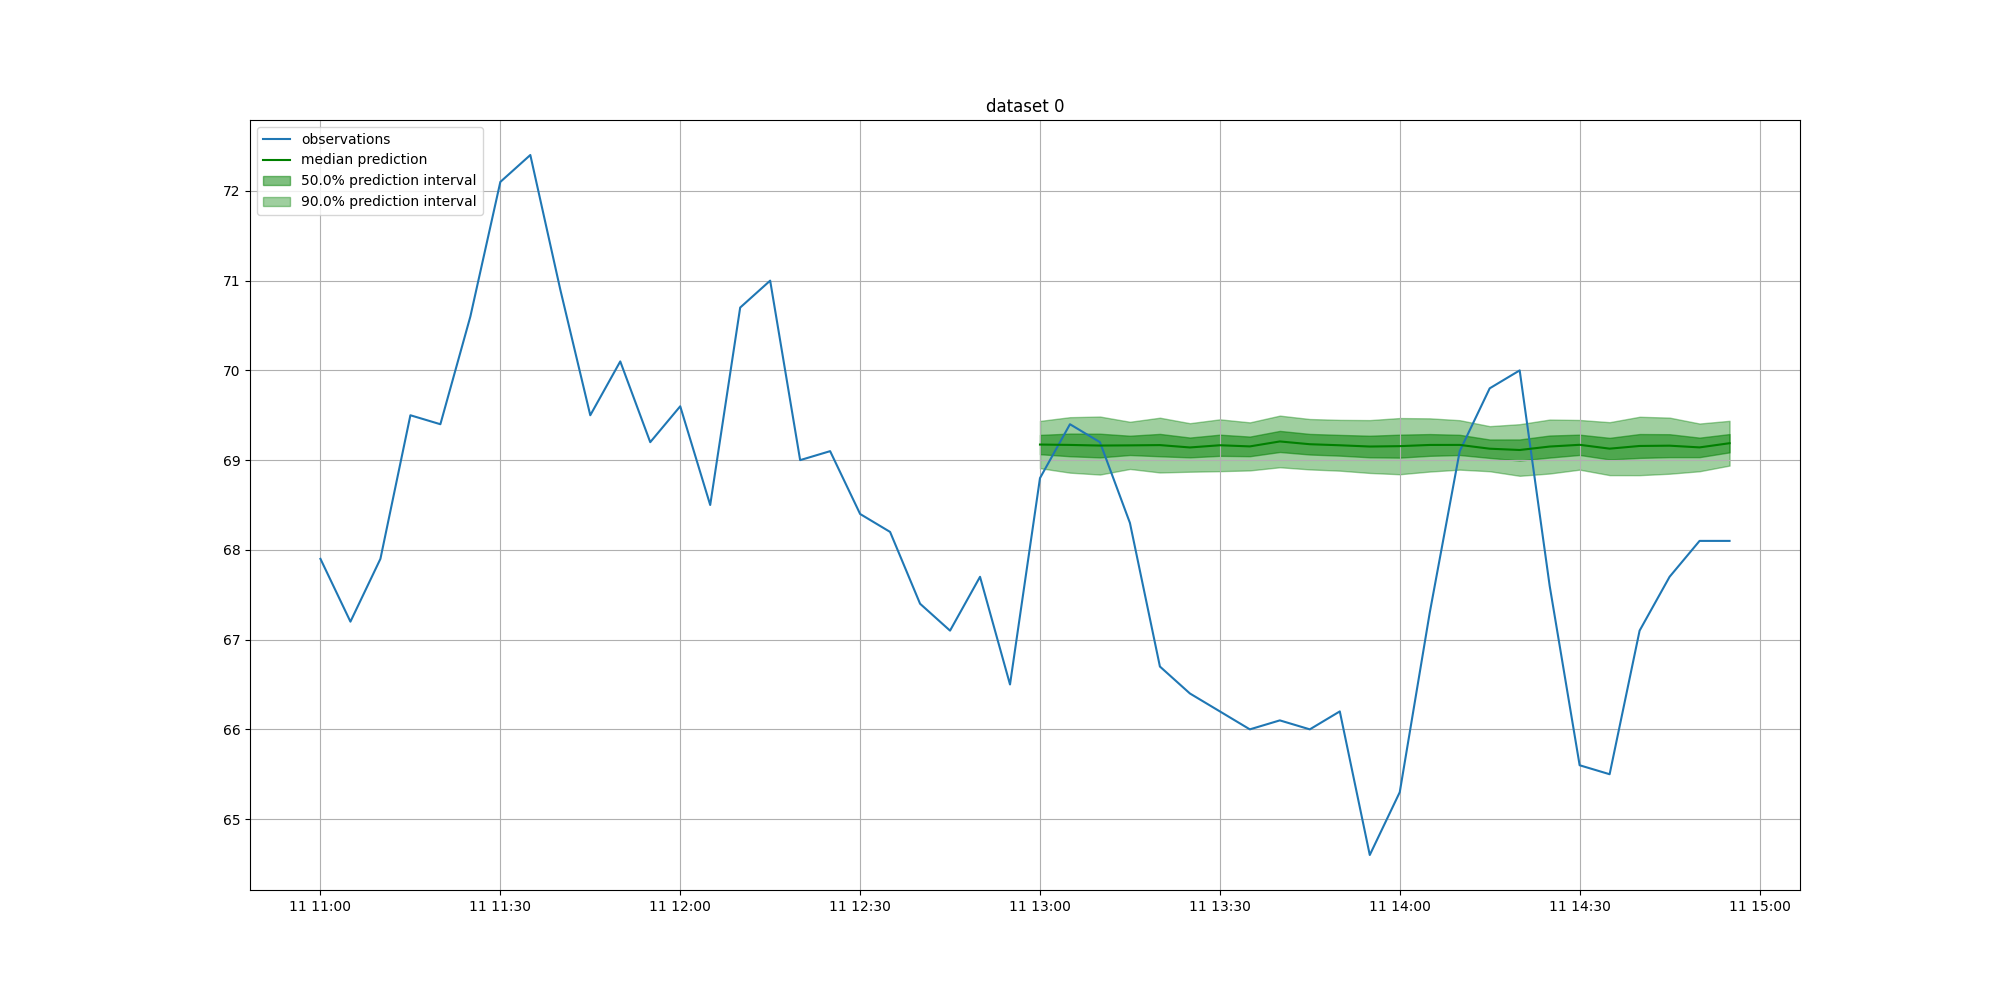 dataset 0
observations
median prediction
50.0% prediction interval
90.0% prediction interval
72
71
70
69
68
67
66
65
11 11:00 11 11:30 11 12:00 11 12:30 11 13:00 11 13:30 11 14:00 11 14:30 11 15:00